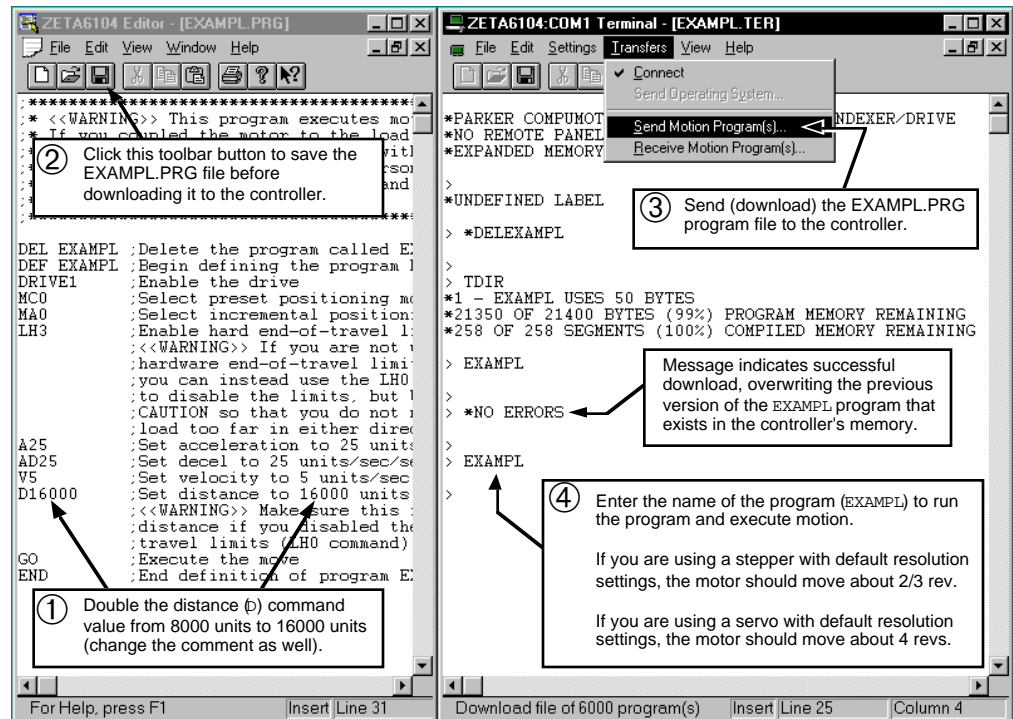 ZETA6104 Editor - [EXAMPL.PRG]
File Edit View Window Help
;****************************************
;* <<WARNING>> This program executes mo
;* If you coupled the motor to the load
② Click this toolbar button to save the
EXAMPL.PRG file before
downloading it to the controller.
DEL EXAMPL ;Delete the program called E
DEF EXAMPL ;Begin defining the program
DRIVE1 ;Enable the drive
MC0 ;Select preset positioning mo
MA0 ;Select incremental position
LH3 ;Enable hard end-of-travel li
;<<WARNING>> If you are not
;hardware end-of-travel limi
;you can instead use the LH0
;to disable the limits, but
;CAUTION so that you do not
;load too far in either direc
A25 ;Set acceleration to 25 units
AD25 ;Set decel to 25 units/sec/se
V5 ;Set velocity to 5 units/sec
D16000 ;Set distance to 16000 units
;<<WARNING>> Make sure this
;distance if you disabled the
;travel limits (LH0 command)
GO ;Execute the move
END ;End definition of program E
① Double the distance (D) command
value from 8000 units to 16000 units
(change the comment as well).
For Help, press F1 Insert Line 31
ZETA6104:COM1 Terminal - [EXAMPL.TER]
File Edit Settings Transfers View Help
Connect
Send Operating System...
Send Motion Program(s)...
Receive Motion Program(s)...
*PARKER COMPUMOT NDEXER/DRIVE
*NO REMOTE PANEL
*EXPANDED MEMORY
>
*UNDEFINED LABEL
③ Send (download) the EXAMPL.PRG
program file to the controller.
> *DELEXAMPL
>
> TDIR
*1 - EXAMPL USES 50 BYTES
*21350 OF 21400 BYTES (99%) PROGRAM MEMORY REMAINING
*258 OF 258 SEGMENTS (100%) COMPILED MEMORY REMAINING
> EXAMPL
>
> *NO ERRORS
Message indicates successful
download, overwriting the previous
version of the EXAMPL program that
exists in the controller's memory.
>
> EXAMPL
>
④ Enter the name of the program (EXAMPL) to run
the program and execute motion.
If you are using a stepper with default resolution
settings, the motor should move about 2/3 rev.
If you are using a servo with default resolution
settings, the motor should move about 4 revs.
Download file of 6000 program(s) Insert Line 25 Column 4